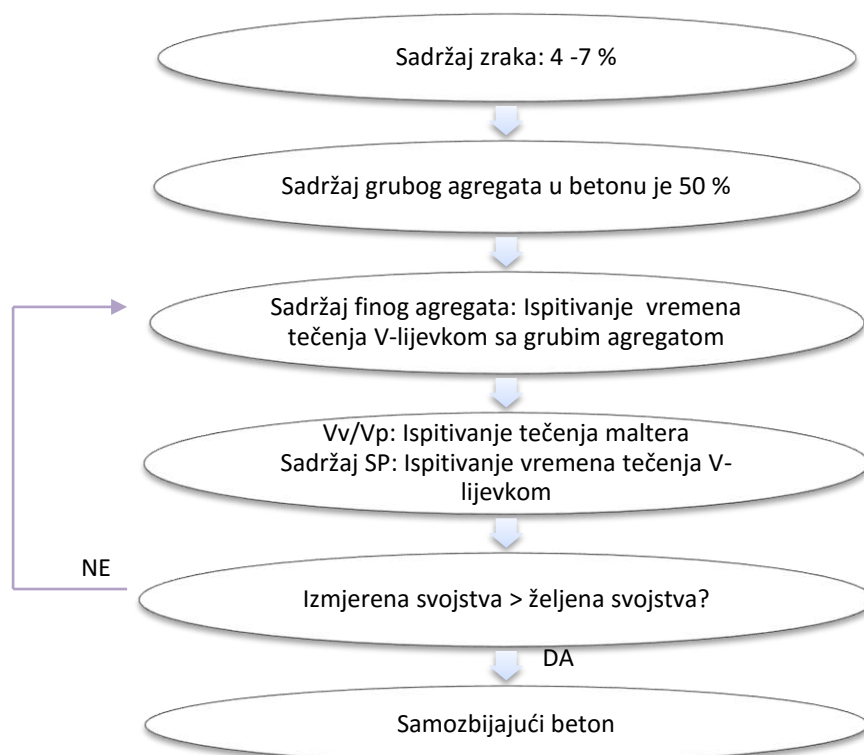 Sadržaj zraka: 4 -7 %
Sadržaj grubog agregata u betonu je 50 %
Sadržaj finog agregata: Ispitivanje vremena
tečenja V-lijevkom sa grubim agregatom
Vv/Vp: Ispitivanje tečenja maltera
Sadržaj SP: Ispitivanje vremena tečenja V-
lijevkom
NE
Izmjerena svojstva > željena svojstva?
DA
Samozbijajući beton